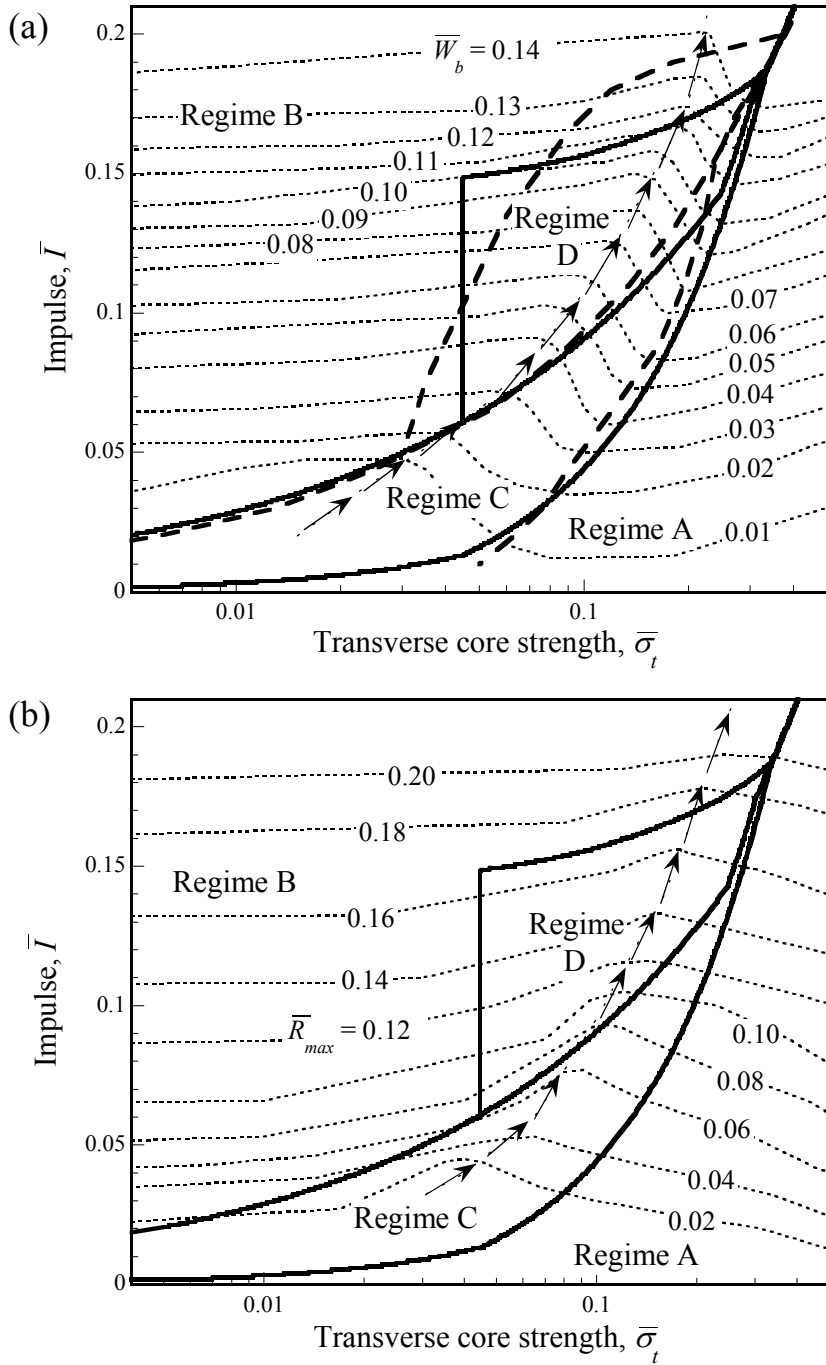 (a)
0.2
W̄_b = 0.14
Regime B
0.13
0.12
0.11
0.10
0.09
0.08
0.15
Regime
D
Impulse, Ī
0.1
0.07
0.06
0.05
0.04
0.03
0.02
0.05
Regime C
Regime A
0.01
0
0.01
0.1
Transverse core strength, σ̄_t
(b)
0.2
0.20
0.18
0.15
Regime B
0.16
Regime
D
Impulse, Ī
0.14
0.1
R̄_max = 0.12
0.10
0.08
0.06
0.05
0.04
Regime C
0.02
Regime A
0
0.01
0.1
Transverse core strength, σ̄_t